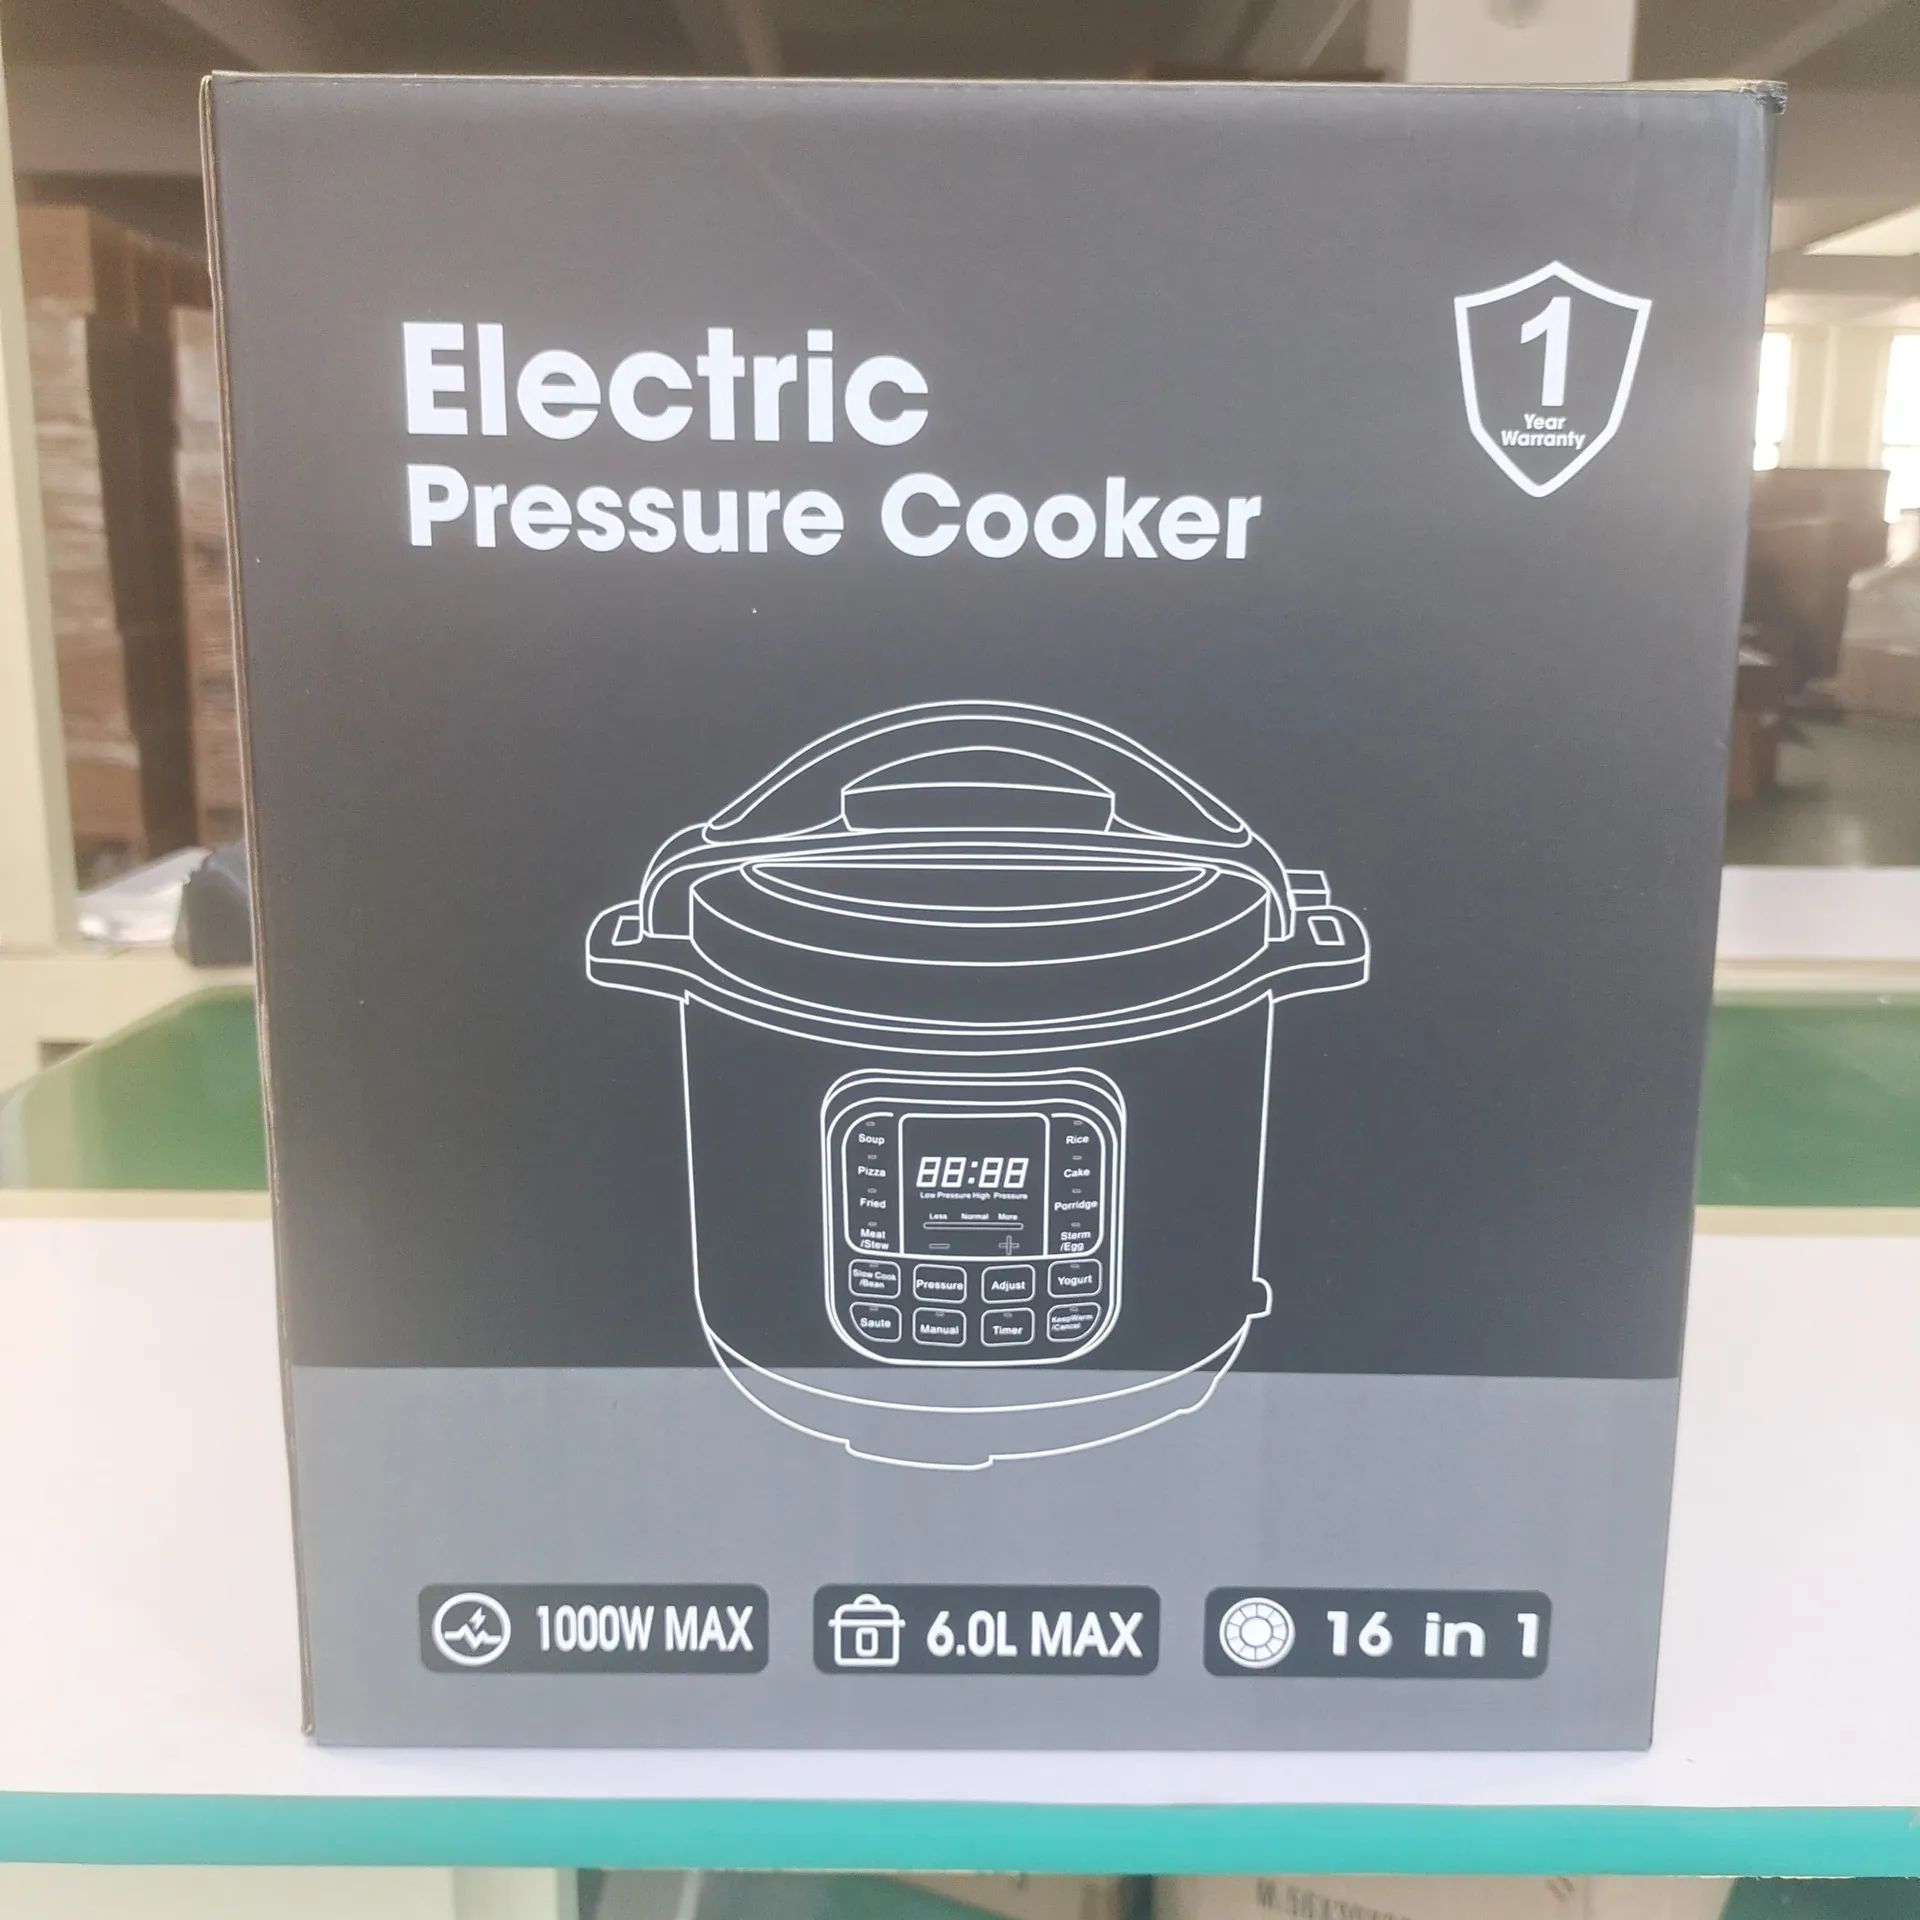 Electric
Pressure Cooker
1
Year
Warranty
Soup
Pizza
Fried
Meat
/Stew
88:88
Low Pressure High Pressure
Less Normal More
- +
Rice
Cake
Porridge
Sterm
/Egg
Slow Cook
/Bean
Pressure
Adjust
Yogurt
Saute
Manual
Timer
KeepWarm
/Cancel
1000W MAX
0
6.0L MAX
16 in 1